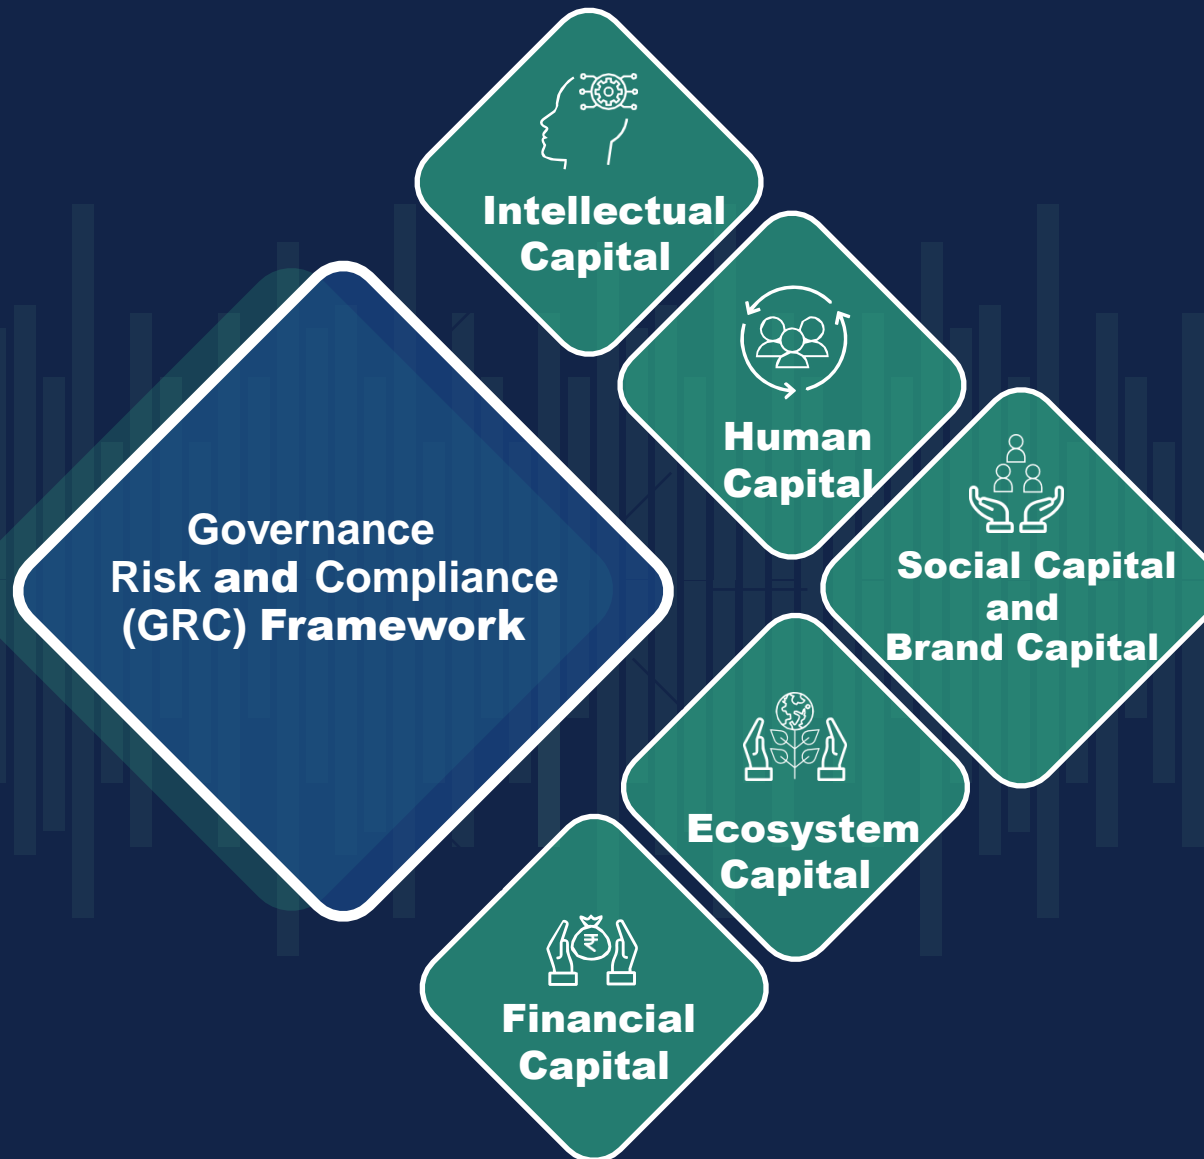 Intellectual
Capital
Human
Capital
Governance
Risk and Compliance
(GRC) Framework
Social Capital
and
Brand Capital
Ecosystem
Capital
₹
Financial
Capital